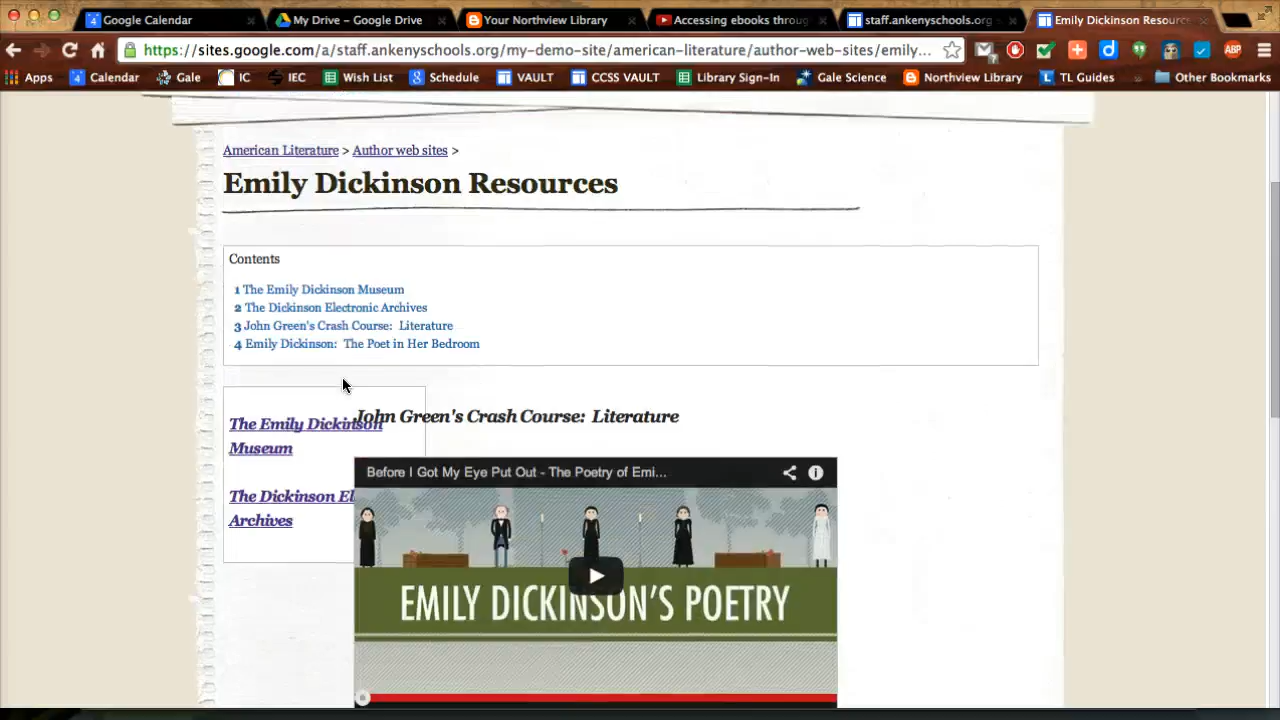 Google Calendar
My Drive – Google Drive
Your Northview Library
Accessing ebooks throug
staff.ankenyschools.org
Emily Dickinson Resourc
https://sites.google.com/a/staff.ankenyschools.org/my-demo-site/american-literature/author-web-sites/emily...
ABP
Apps
Calendar
Gale
IC
IEC
Wish List
Schedule
VAULT
CCSS VAULT
Library Sign-In
Gale Science
Northview Library
TL Guides
»
Other Bookmarks
American Literature > Author web sites >
Emily Dickinson Resources
Contents
1 The Emily Dickinson Museum
2 The Dickinson Electronic Archives
3 John Green's Crash Course: Literature
4 Emily Dickinson: The Poet in Her Bedroom
The Emily Dickinson
Museum
The Dickinson El
Archives
John Green's Crash Course: Literature
Before I Got My Eye Put Out - The Poetry of Emi...
EMILY DICKINSON'S POETRY